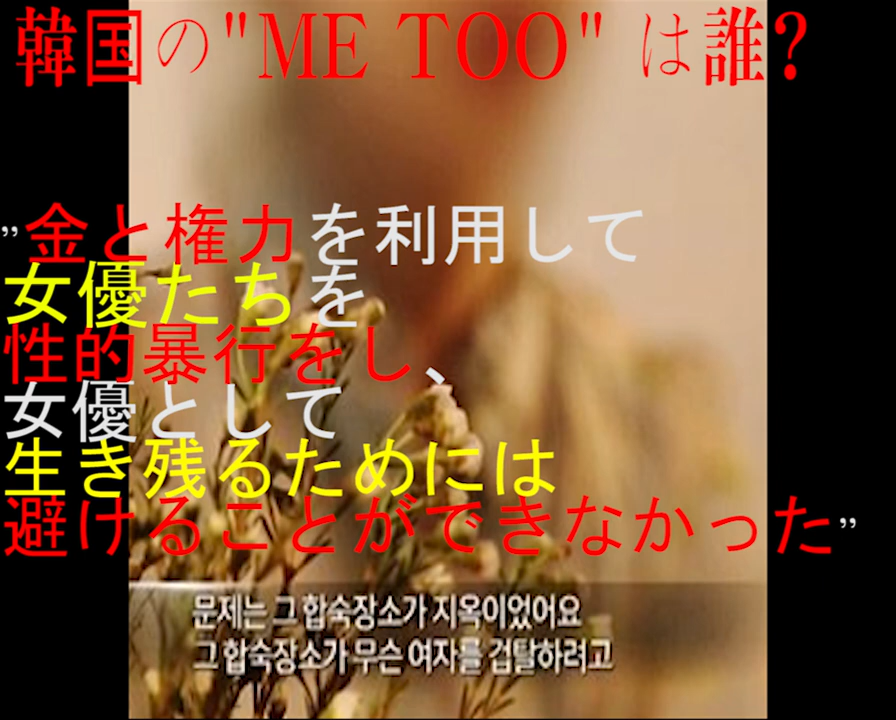 韓国の"ME TOO" は誰?
”金と権力を利用して
女優たちを
性的暴行をし、
女優として
生き残るためには
避けることができなかった”
문제는 그 합숙장소가 지옥이었어요
그 합숙장소가 무슨 여자를 겁탈하려고